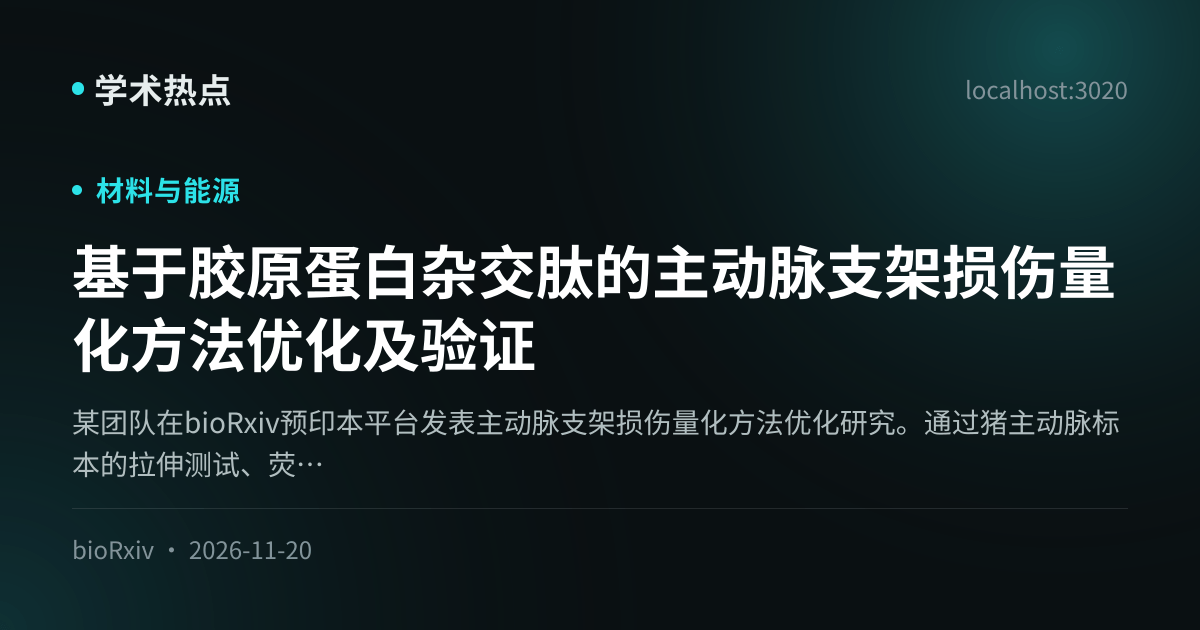 学术热点
localhost:3020
材料与能源
基于胶原蛋白杂交肽的主动脉支架损伤量
化方法优化及验证
某团队在bioRxiv预印本平台发表主动脉支架损伤量化方法优化研究。通过猪主动脉标
本的拉伸测试、荧…
bioRxiv • 2026-11-20